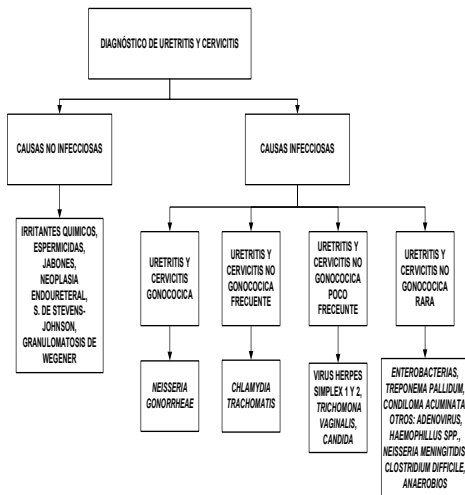 DIAGNÓSTICO DE URETRITIS Y CERVICITIS
CAUSAS NO INFECCIOSAS
CAUSAS INFECCIOSAS
IRRITANTES QUIMICOS,
ESPERMICIDAS,
JABONES,
NEOPLASIA
ENDOURETERAL,
S. DE STEVENS-
JOHNSON,
GRANULOMATOSIS DE
WEGENER
URETRITIS Y
CERVICITIS
GONOCOCICA
URETRITIS Y
CERVICITIS NO
GONOCOCICA
FRECUENTE
URETRITIS Y
CERVICITIS NO
GONOCOCICA
POCO
FRECEUNTE
URETRITIS Y
CERVICITIS NO
GONOCOCICA
RARA
NEISSERIA
GONORRHEAE
CHLAMYDIA
TRACHOMATIS
VIRUS HERPES
SIMPLEX 1 Y 2,
TRICHOMONA
VAGINALIS,
CANDIDA
ENTEROBACTERIAS,
TREPONEMA PALLIDUM,
CONDILOMA ACUMINATA,
OTROS: ADENOVIRUS,
HAEMOPHILLUS SPP.,
NEISSERIA MENINGITIDIS
CLOSTRIDIUM DIFFICILE,
ANAEROBIOS